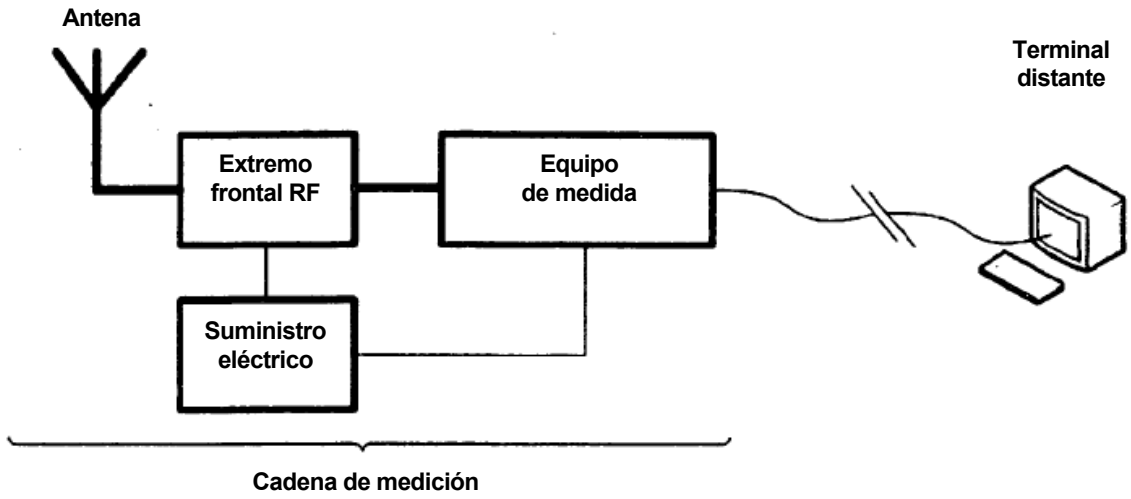 Antena
Terminal
distante
Extremo
frontal RF
Equipo
de medida
Suministro
eléctrico
Cadena de medición